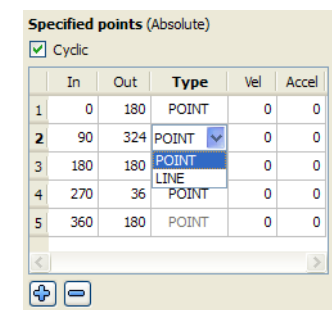 Specified points (Absolute)
Cyclic
In Out Type Vel Accel
1 0 180 POINT 0 0
2 90 324 POINT 0 0
3 180 180 POINT 0 0
LINE
4 270 36 POINT 0 0
5 360 180 POINT 0 0